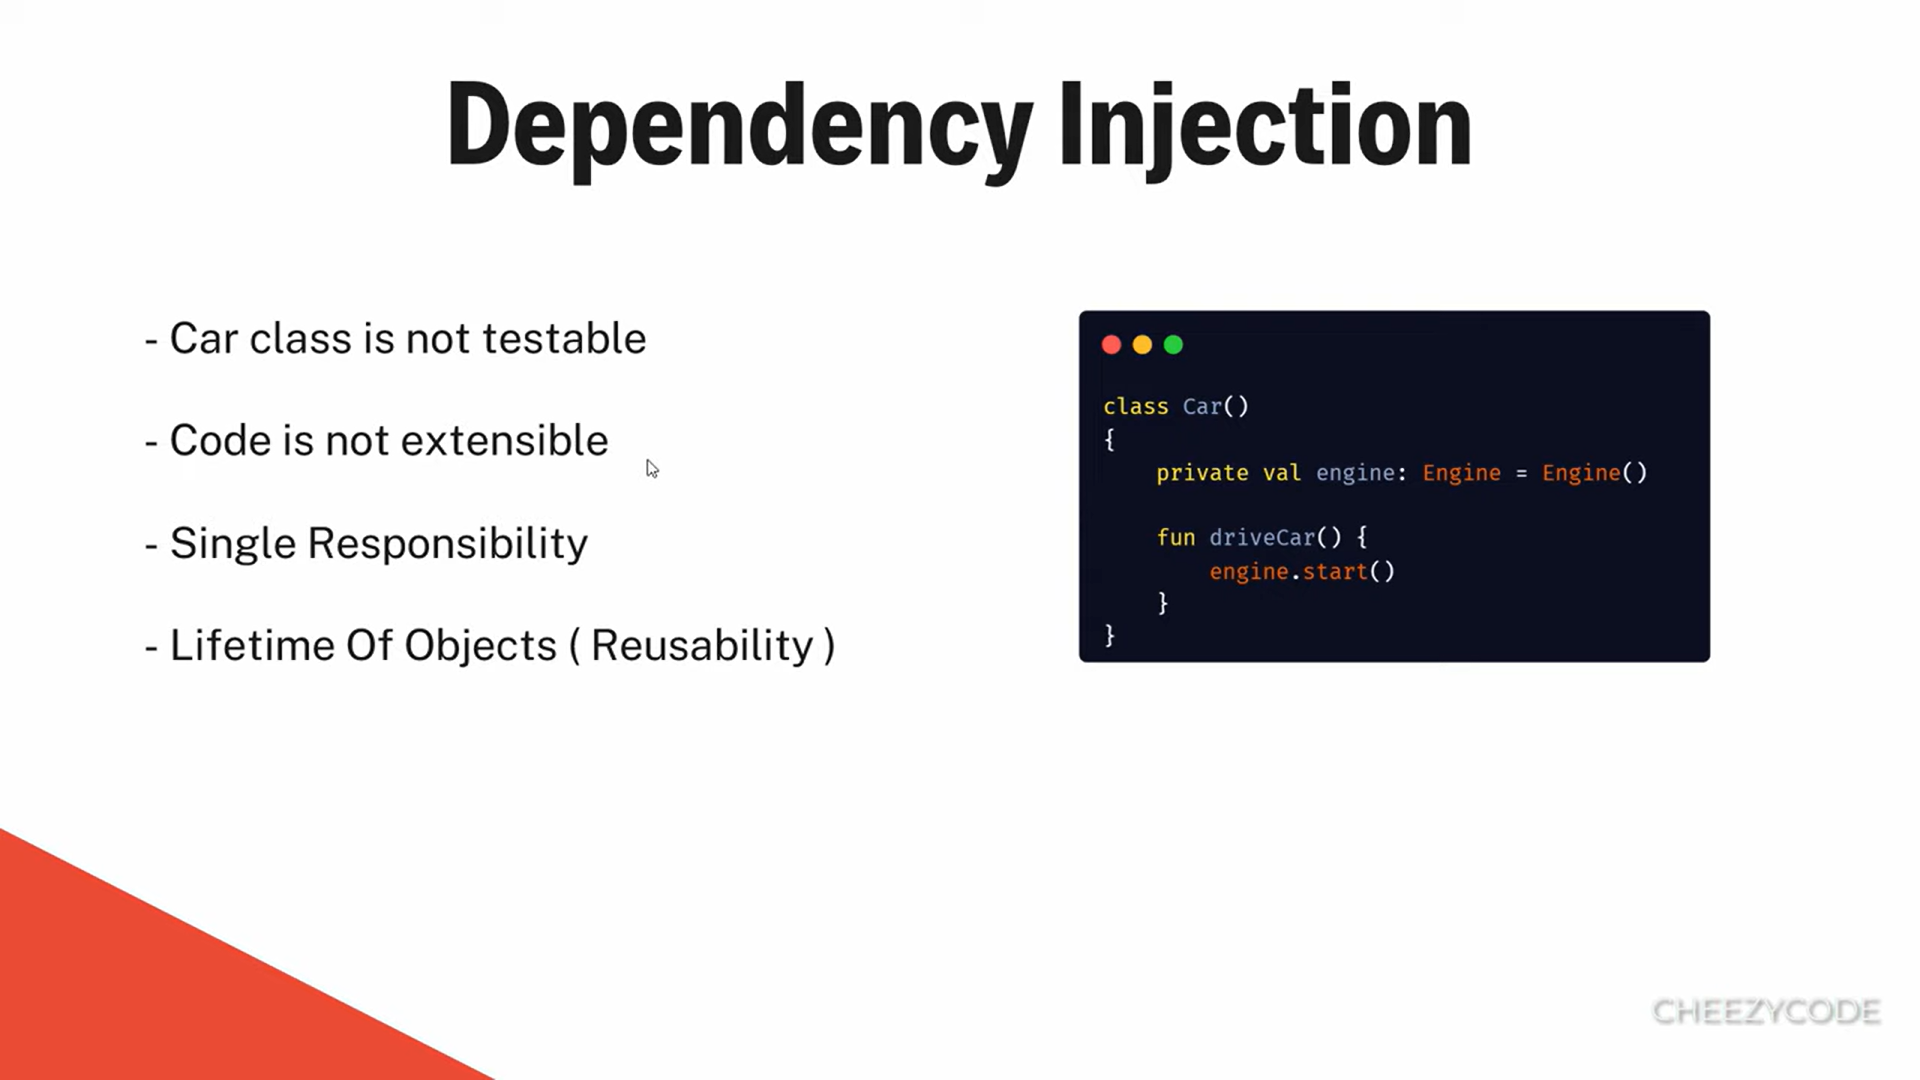 Dependency Injection
- Car class is not testable
- Code is not extensible
- Single Responsibility
- Lifetime Of Objects ( Reusability )
class Car()
{
    private val engine: Engine = Engine()
    fun driveCar() {
        engine.start()
    }
}
CHEEZYCODE